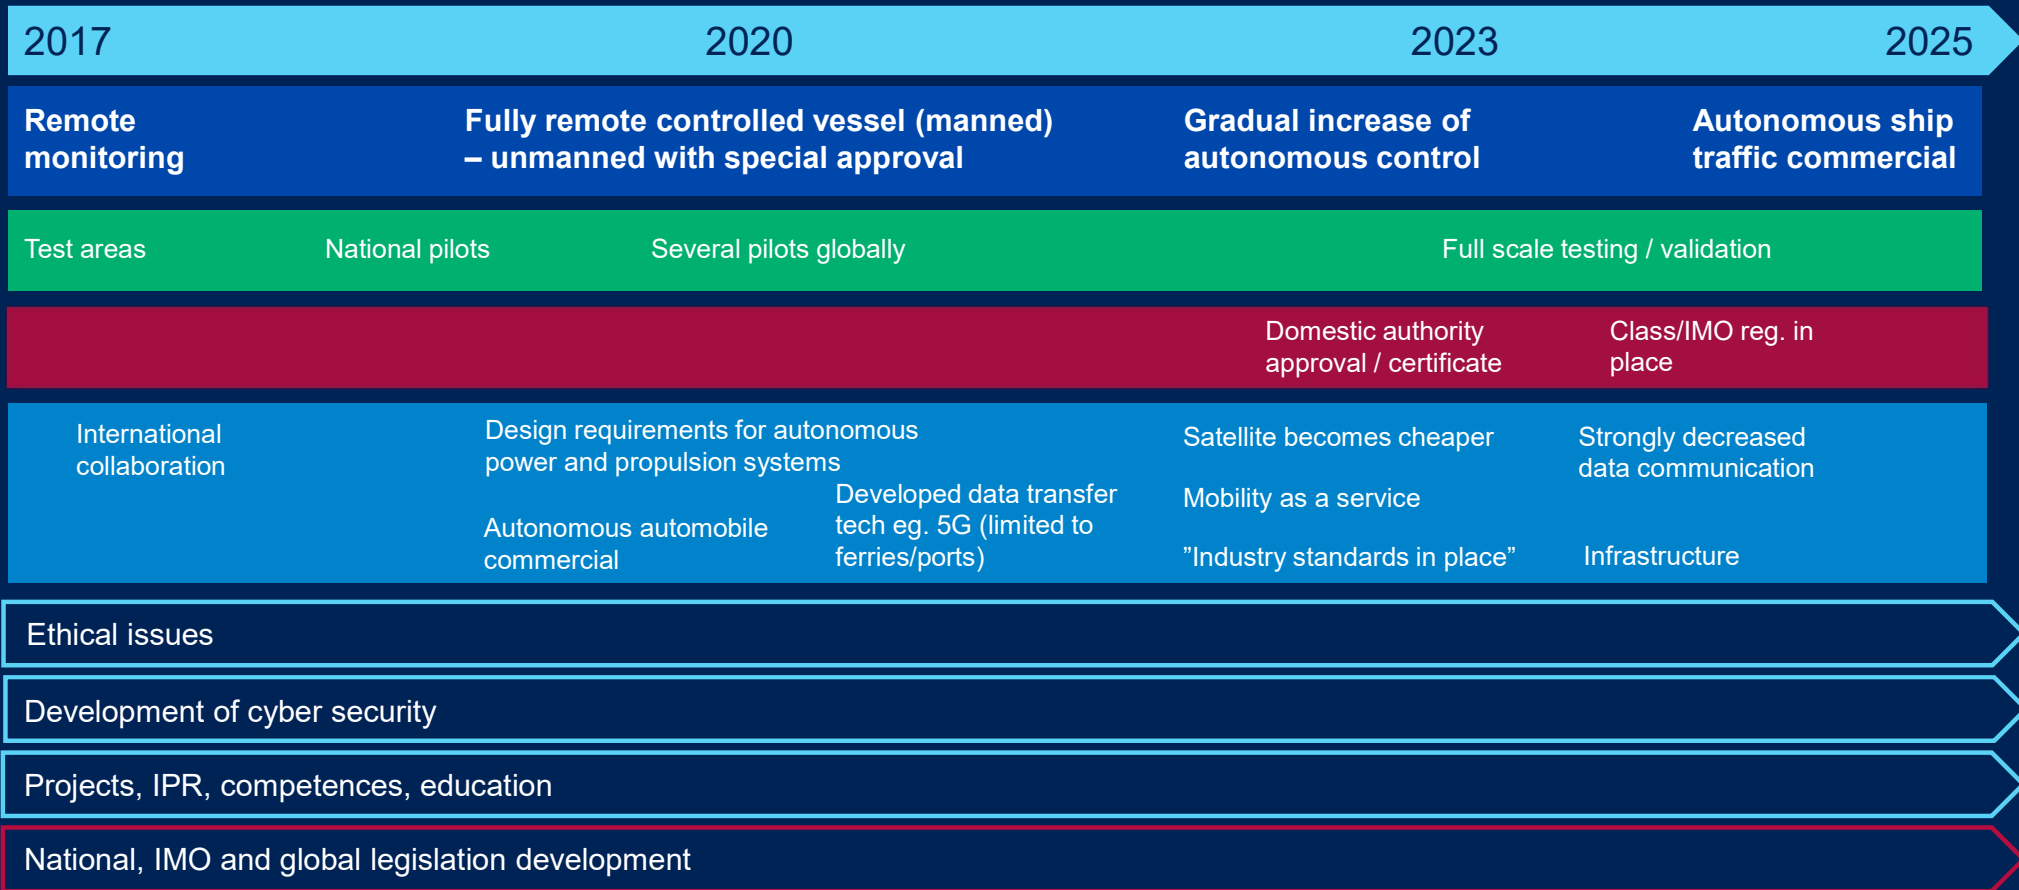 2017 2020 2023 2025
Remote
monitoring
Fully remote controlled vessel (manned)
– unmanned with special approval
Gradual increase of
autonomous control
Autonomous ship
traffic commercial
Test areas National pilots Several pilots globally Full scale testing / validation
Domestic authority
approval / certificate
Class/IMO reg. in
place
International
collaboration
Design requirements for autonomous
power and propulsion systems
Autonomous automobile
commercial
Developed data transfer
tech eg. 5G (limited to
ferries/ports)
Satellite becomes cheaper
Mobility as a service
”Industry standards in place”
Strongly decreased
data communication
Infrastructure
Ethical issues
Development of cyber security
Projects, IPR, competences, education
National, IMO and global legislation development